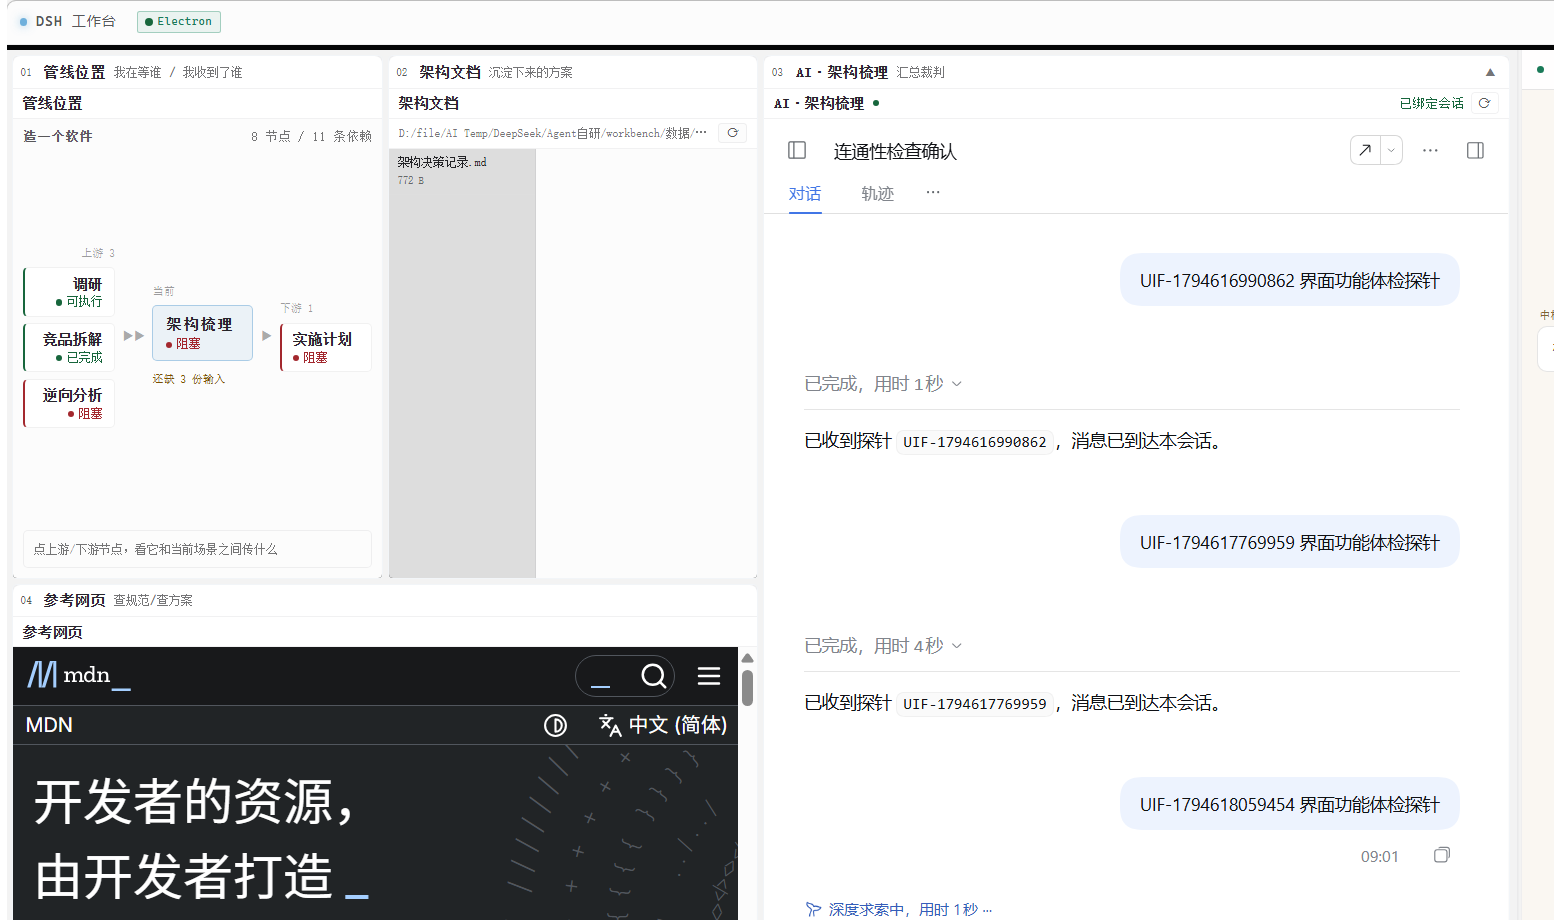 DSH 工作台
Electron
01 管线位置 我在等谁 / 我收到了谁
管线位置
造一个软件
8 节点 / 11 条依赖
上游 3
调研
可执行
竞品拆解
已完成
逆向分析
阻塞
当前
架构梳理
阻塞
还缺 3 份输入
下游 1
实施计划
阻塞
点上游/下游节点，看它和当前场景之间传什么
02 架构文档 沉淀下来的方案
架构文档
D:/file/AI Temp/DeepSeek/Agent自研/workbench/数据/…
架构决策记录.md
772 B
03 AI · 架构梳理 汇总裁判
AI · 架构梳理
已绑定会话
连通性检查确认
对话
轨迹
UIF-1794616990862 界面功能体检探针
已完成，用时 1 秒
已收到探针 UIF-1794616990862，消息已到达本会话。
UIF-1794617769959 界面功能体检探针
已完成，用时 4 秒
已收到探针 UIF-1794617769959，消息已到达本会话。
UIF-1794618059454 界面功能体检探针
09:01
深度求索中，用时 1 秒 ···
04 参考网页 查规范/查方案
参考网页
mdn_
MDN
中文 (简体)
开发者的资源，
由开发者打造 _